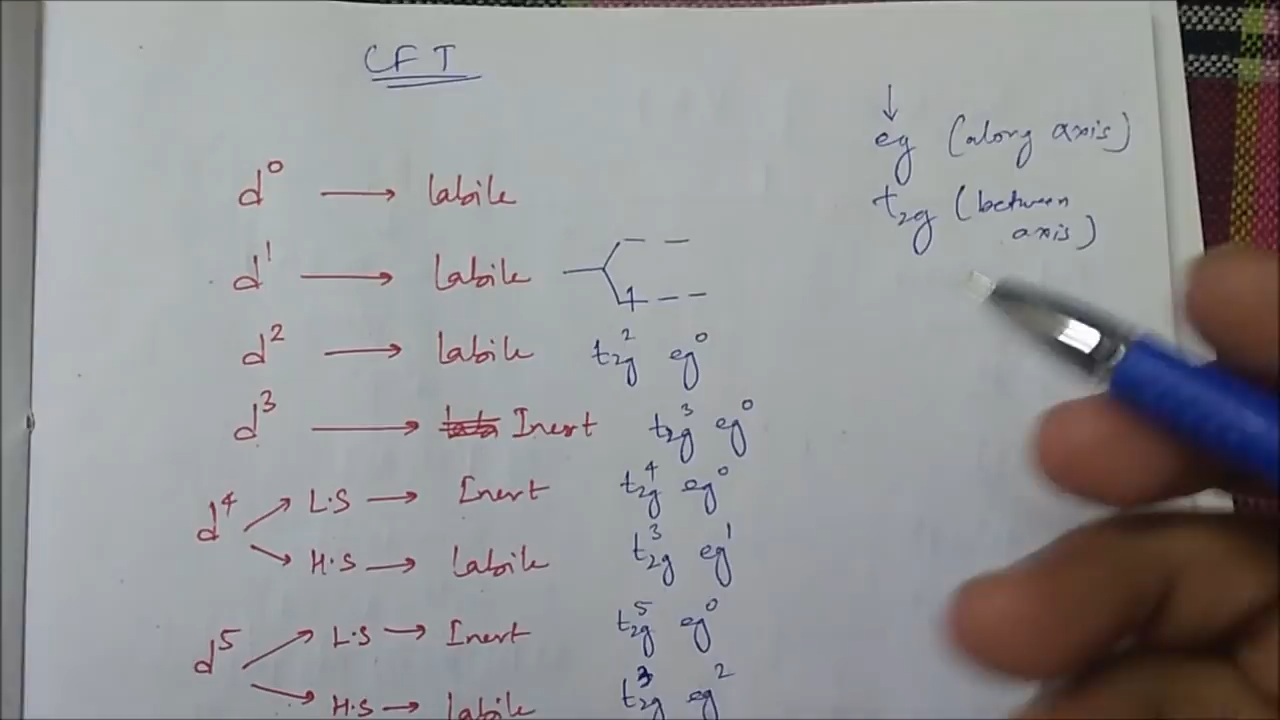 CFT
↓
eg (along axis)
t2g (between
axis)
d⁰ → labile
d¹ → labile
d² → labile t2g² eg⁰
d³ → Inert t2g³ eg⁰
d⁴ L.S → Inert t2g⁴ eg⁰
H.S → labile t2g³ eg¹
d⁵ L.S → Inert t2g⁵ eg⁰
H.S → labile t2g³ eg²